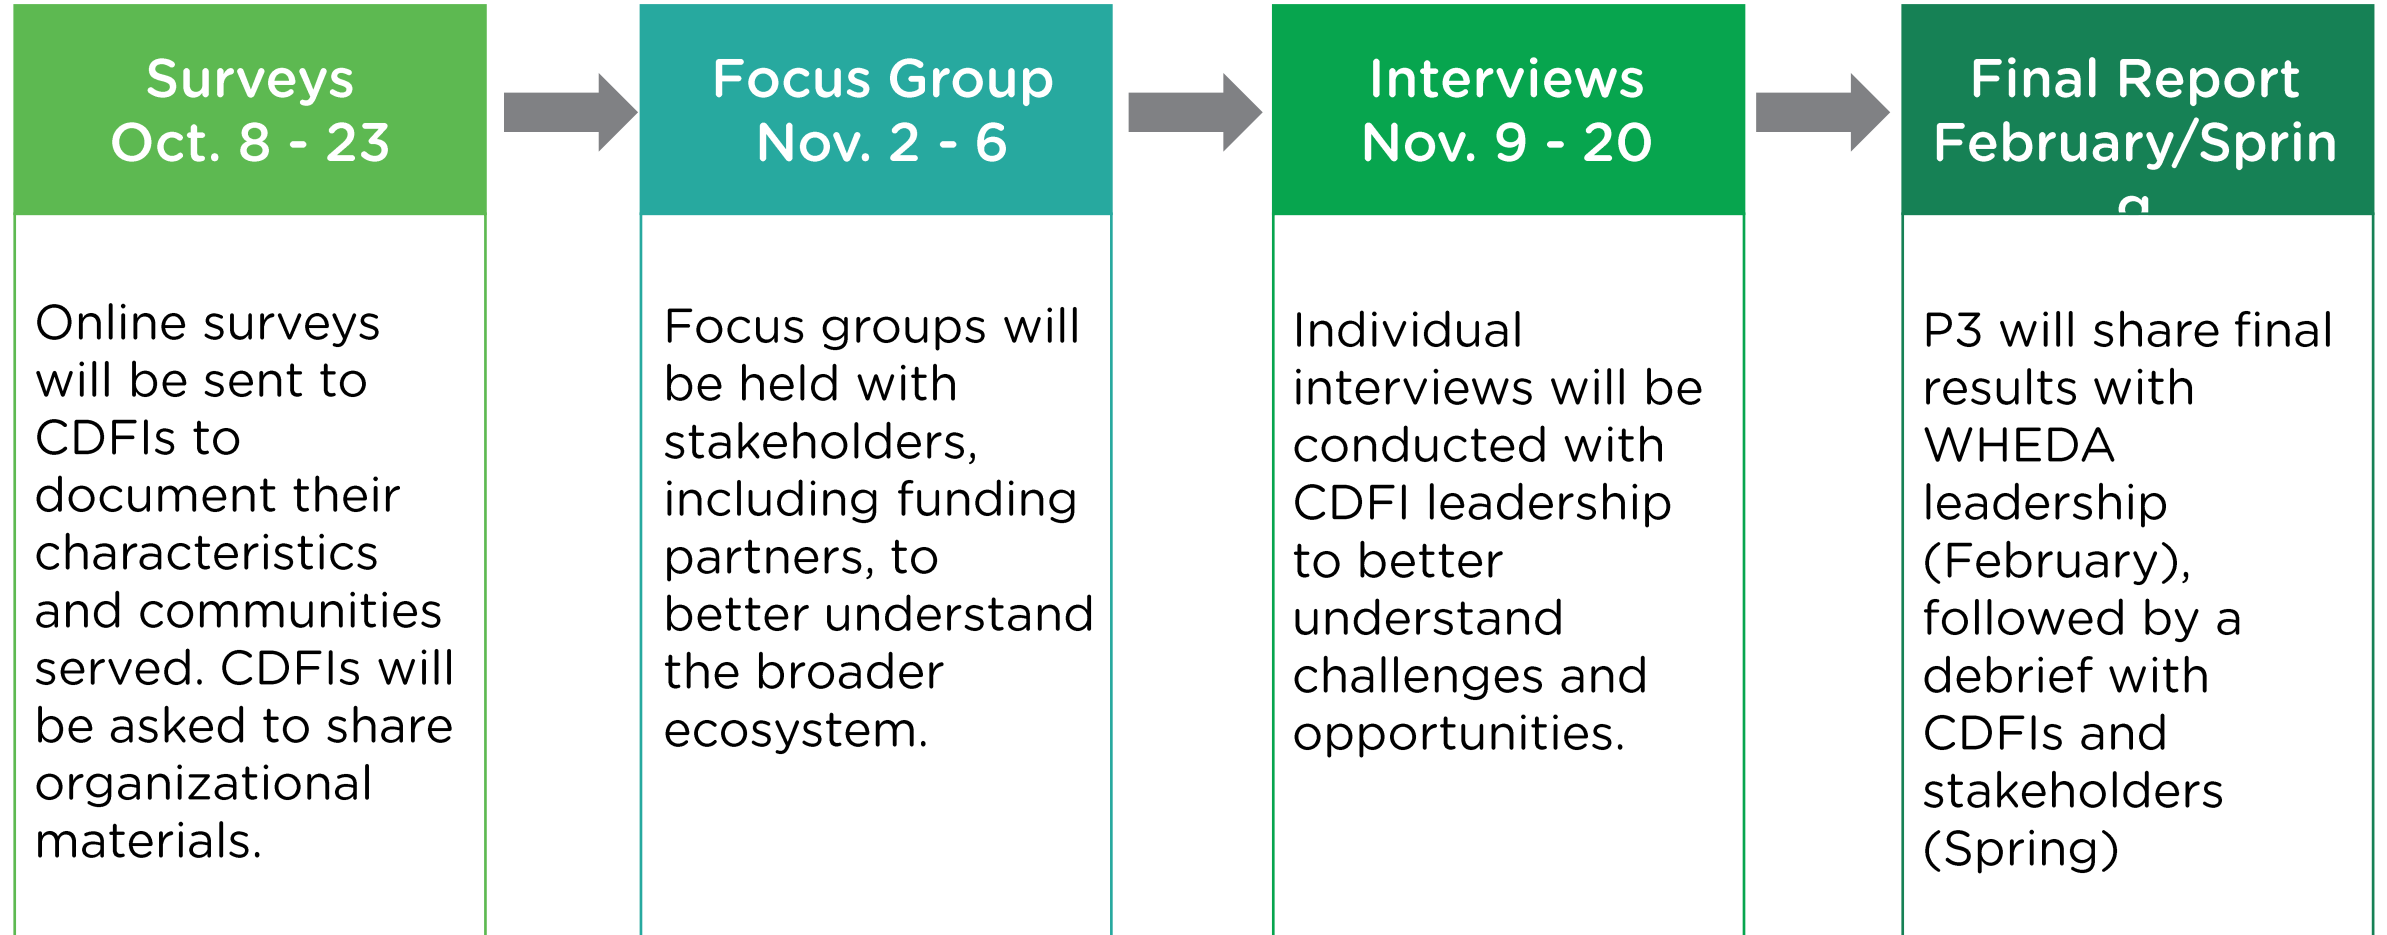 Surveys
Oct. 8 - 23
Online surveys
will be sent to
CDFIs to
document their
characteristics
and communities
served. CDFIs will
be asked to share
organizational
materials.
Focus Group
Nov. 2 - 6
Focus groups will
be held with
stakeholders,
including funding
partners, to
better understand
the broader
ecosystem.
Interviews
Nov. 9 - 20
Individual
interviews will be
conducted with
CDFI leadership
to better
understand
challenges and
opportunities.
Final Report
February/Sprin
g
P3 will share final
results with
WHEDA
leadership
(February),
followed by a
debrief with
CDFIs and
stakeholders
(Spring)